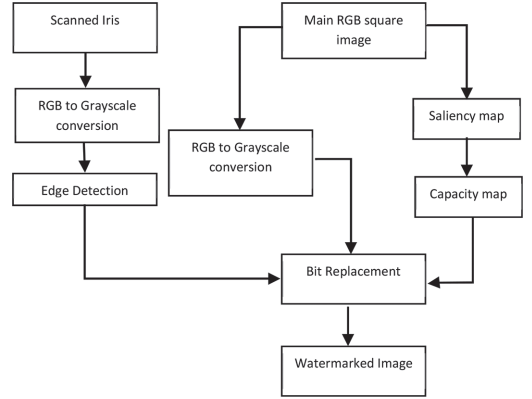 Scanned Iris
Main RGB square
image
RGB to Grayscale
conversion
RGB to Grayscale
conversion
Saliency map
Edge Detection
Capacity map
Bit Replacement
Watermarked Image